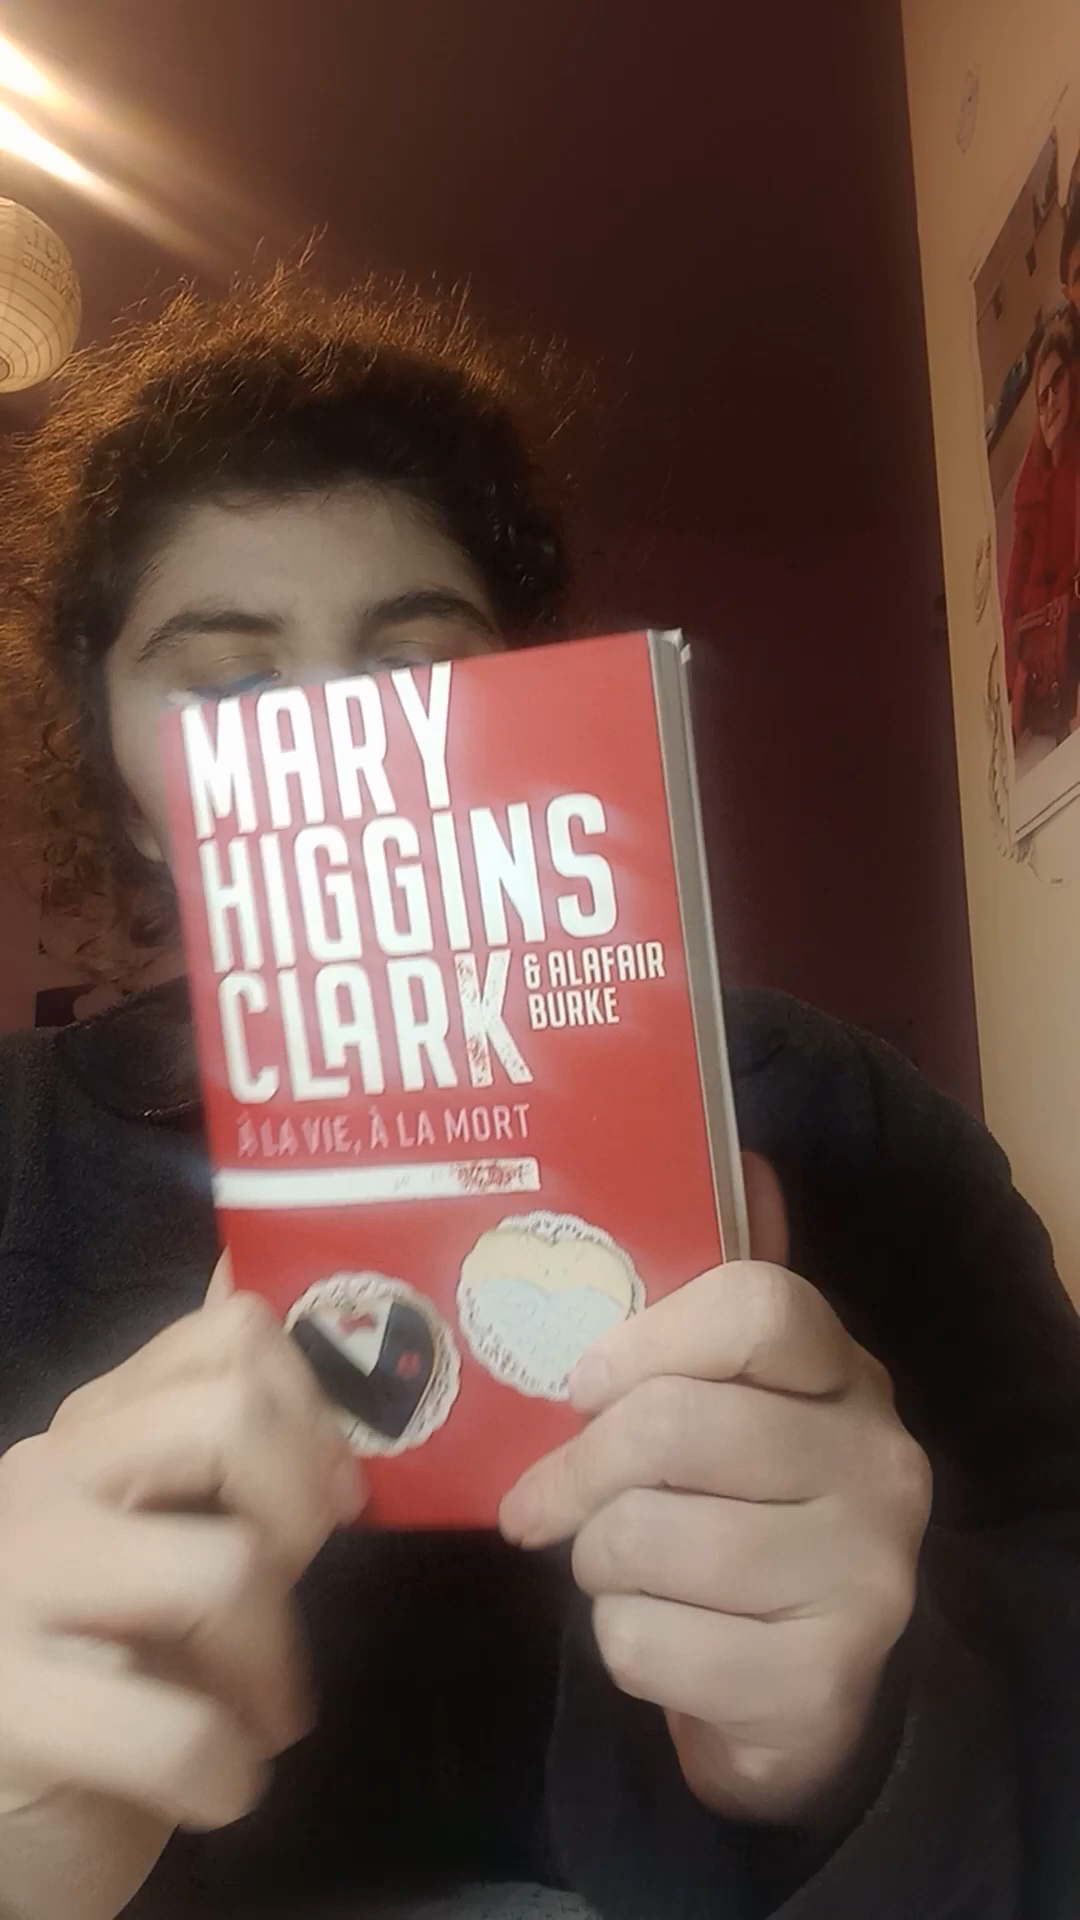 MARY
HIGGINS
CLARK
& ALAFAIR
BURKE
À LA VIE, À LA MORT